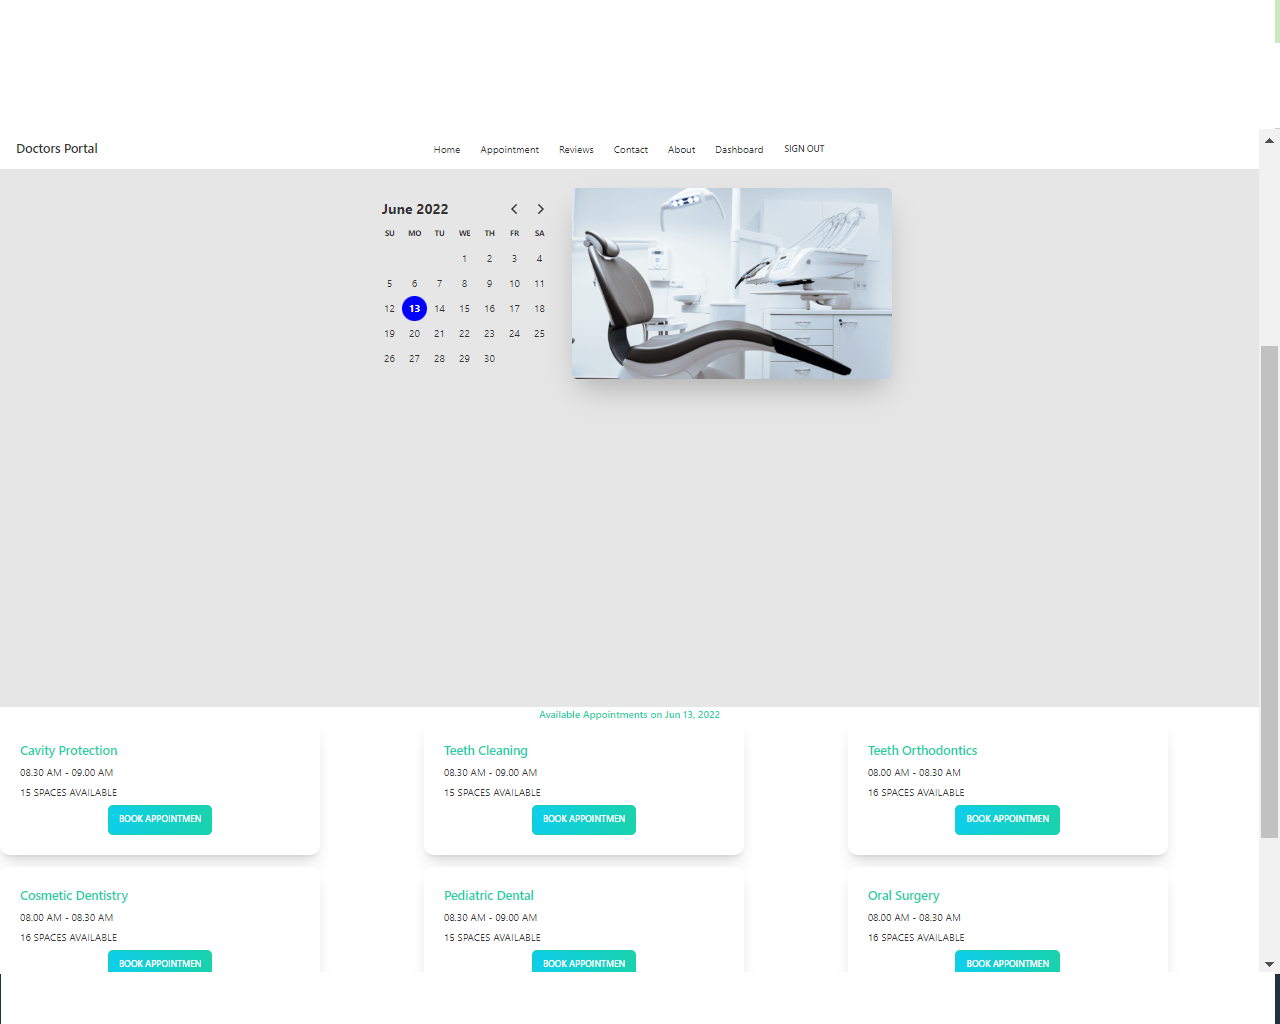 Doctors Portal
Home Appointment Reviews Contact About Dashboard SIGN OUT
June 2022
SU MO TU WE TH FR SA
1 2 3 4
5 6 7 8 9 10 11
12 13 14 15 16 17 18
19 20 21 22 23 24 25
26 27 28 29 30
Available Appointments on Jun 13, 2022
Cavity Protection
08.30 AM - 09.00 AM
15 SPACES AVAILABLE
BOOK APPOINTMEN
Teeth Cleaning
08.30 AM - 09.00 AM
15 SPACES AVAILABLE
BOOK APPOINTMEN
Teeth Orthodontics
08.00 AM - 08.30 AM
16 SPACES AVAILABLE
BOOK APPOINTMEN
Cosmetic Dentistry
08.00 AM - 08.30 AM
16 SPACES AVAILABLE
BOOK APPOINTMEN
Pediatric Dental
08.30 AM - 09.00 AM
15 SPACES AVAILABLE
BOOK APPOINTMEN
Oral Surgery
08.00 AM - 08.30 AM
16 SPACES AVAILABLE
BOOK APPOINTMEN